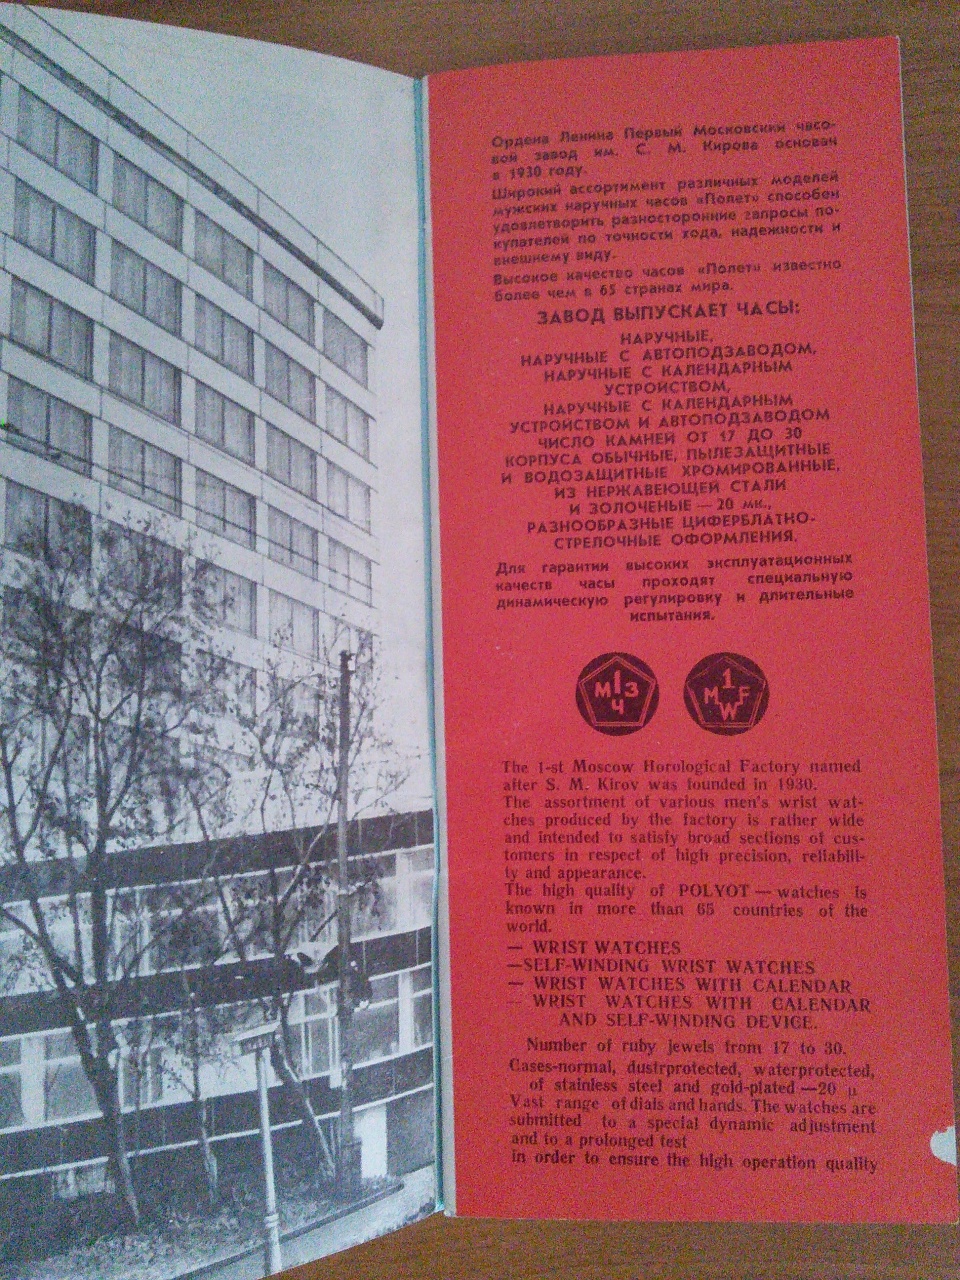 Ордена Ленина Первый Московский часо-
вой завод им. С. М. Кирова основан
в 1930 году.
Широкий ассортимент различных моделей
мужских наручных часов «Полет» способен
удовлетворить разносторонние запросы по-
купателей по точности хода, надежности и
внешнему виду.
Высокое качество часов «Полет» известно
более чем в 65 странах мира.
ЗАВОД ВЫПУСКАЕТ ЧАСЫ:
НАРУЧНЫЕ,
НАРУЧНЫЕ С АВТОПОДЗАВОДОМ,
НАРУЧНЫЕ С КАЛЕНДАРНЫМ
УСТРОЙСТВОМ,
НАРУЧНЫЕ С КАЛЕНДАРНЫМ
УСТРОЙСТВОМ И АВТОПОДЗАВОДОМ
ЧИСЛО КАМНЕЙ ОТ 17 ДО 30
КОРПУСА ОБЫЧНЫЕ, ПЫЛЕЗАЩИТНЫЕ
И ВОДОЗАЩИТНЫЕ ХРОМИРОВАННЫЕ,
ИЗ НЕРЖАВЕЮЩЕЙ СТАЛИ
И ЗОЛОЧЕНЫЕ — 20 мк.,
РАЗНООБРАЗНЫЕ ЦИФЕРБЛАТНО-
СТРЕЛОЧНЫЕ ОФОРМЛЕНИЯ.
Для гарантии высоких эксплуатационных
качеств часы проходят специальную
динамическую регулировку и длительные
испытания.
М1З
Ч
1
M F
W
The 1-st Moscow Horological Factory named
after S. M. Kirov was founded in 1930.
The assortment of various men's wrist wat-
ches produced by the factory is rather wide
and intended to satisfy broad sections of cus-
tomers in respect of high precision, reliabili-
ty and appearance.
The high quality of POLYOT — watches is
known in more than 65 countries of the
world.
— WRIST WATCHES
—SELF-WINDING WRIST WATCHES
— WRIST WATCHES WITH CALENDAR
— WRIST WATCHES WITH CALENDAR
AND SELF-WINDING DEVICE.
Number of ruby jewels from 17 to 30.
Cases-normal, dustprotected, waterprotected,
of stainless steel and gold-plated —20 μ
Vast range of dials and hands. The watches are
submitted to a special dynamic adjustment
and to a prolonged test
in order to ensure the high operation quality